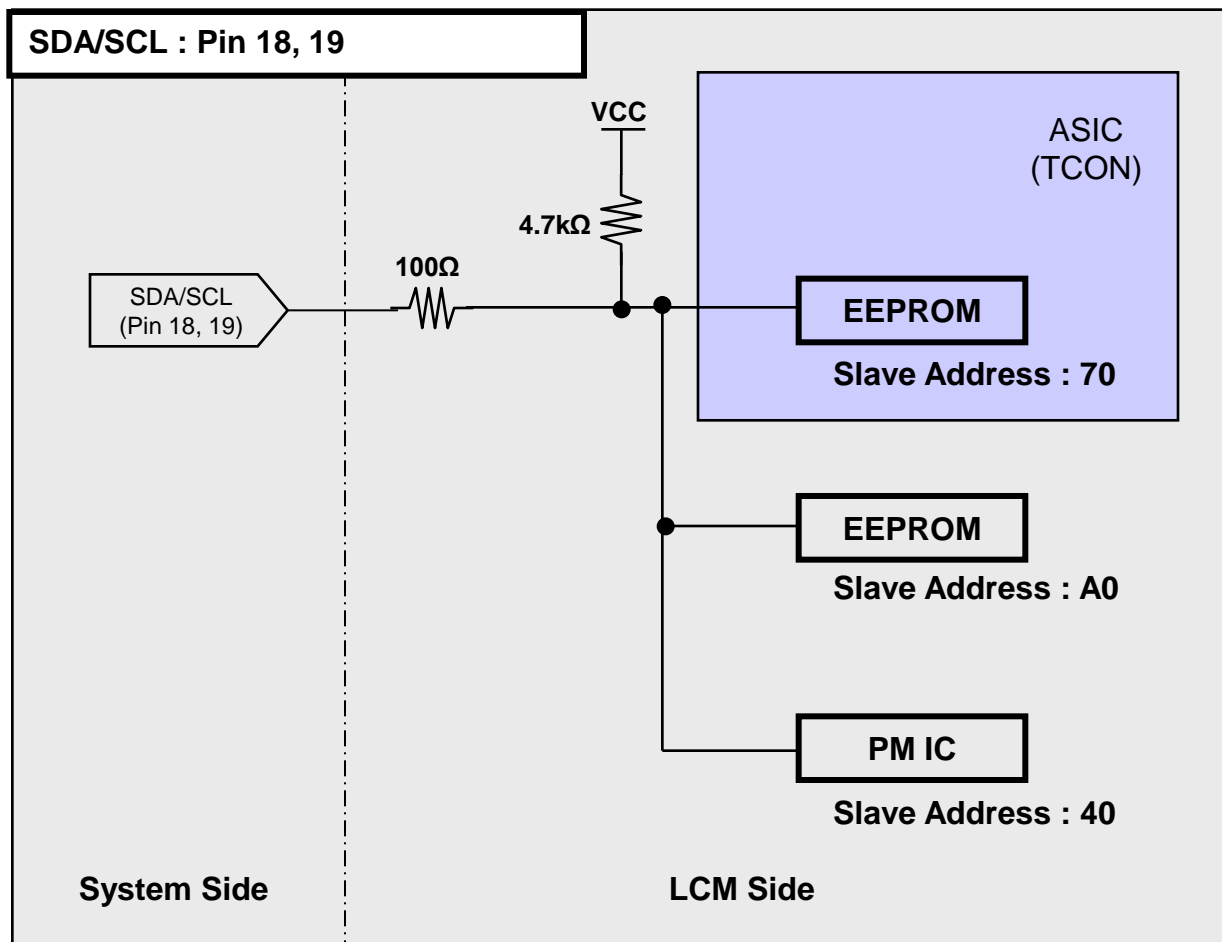 SDA/SCL : Pin 18, 19
VCC
ASIC
(TCON)
4.7kΩ
100Ω
SDA/SCL
(Pin 18, 19)
EEPROM
Slave Address : 70
EEPROM
Slave Address : A0
PM IC
Slave Address : 40
System Side
LCM Side